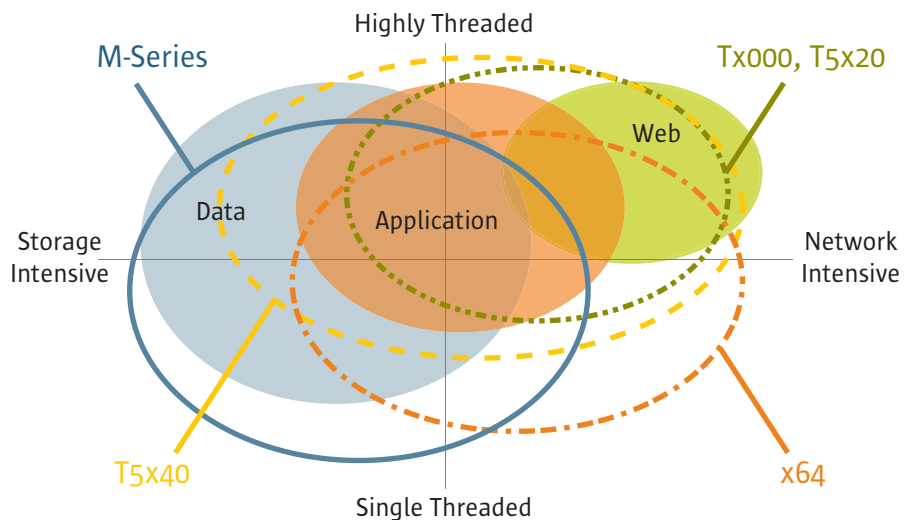 Highly Threaded
M-Series
Tx000, T5x20
Web
Data
Application
Storage
Intensive
Network
Intensive
T5x40
x64
Single Threaded